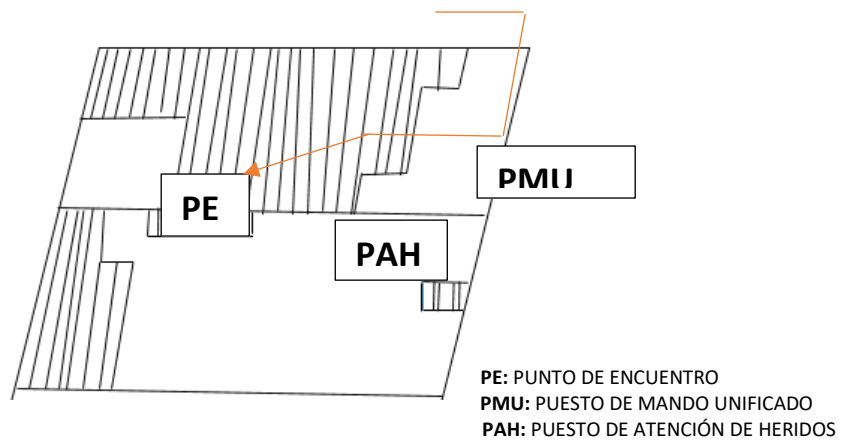 PMU
PE
PAH
PE: PUNTO DE ENCUENTRO
PMU: PUESTO DE MANDO UNIFICADO
PAH: PUESTO DE ATENCIÓN DE HERIDOS